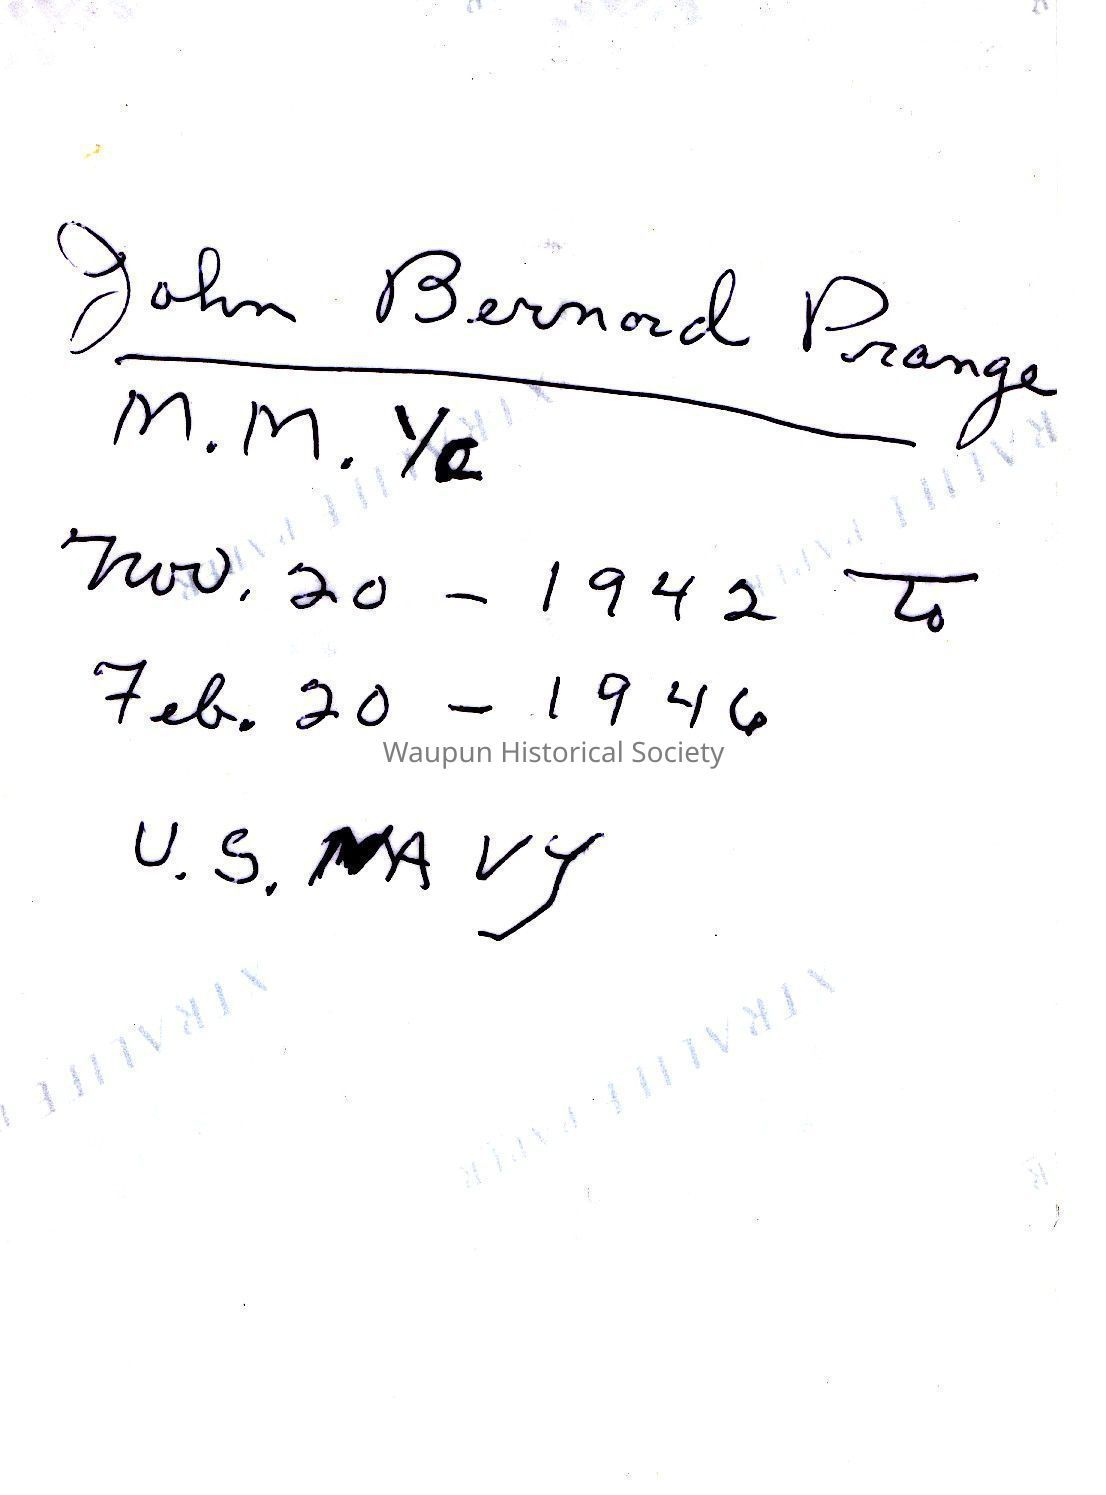 John Bernard Prange
M.M. 1/c
Nov. 20 - 1942 to
Feb. 20 - 1946
Waupun Historical Society
U.S. NAVY